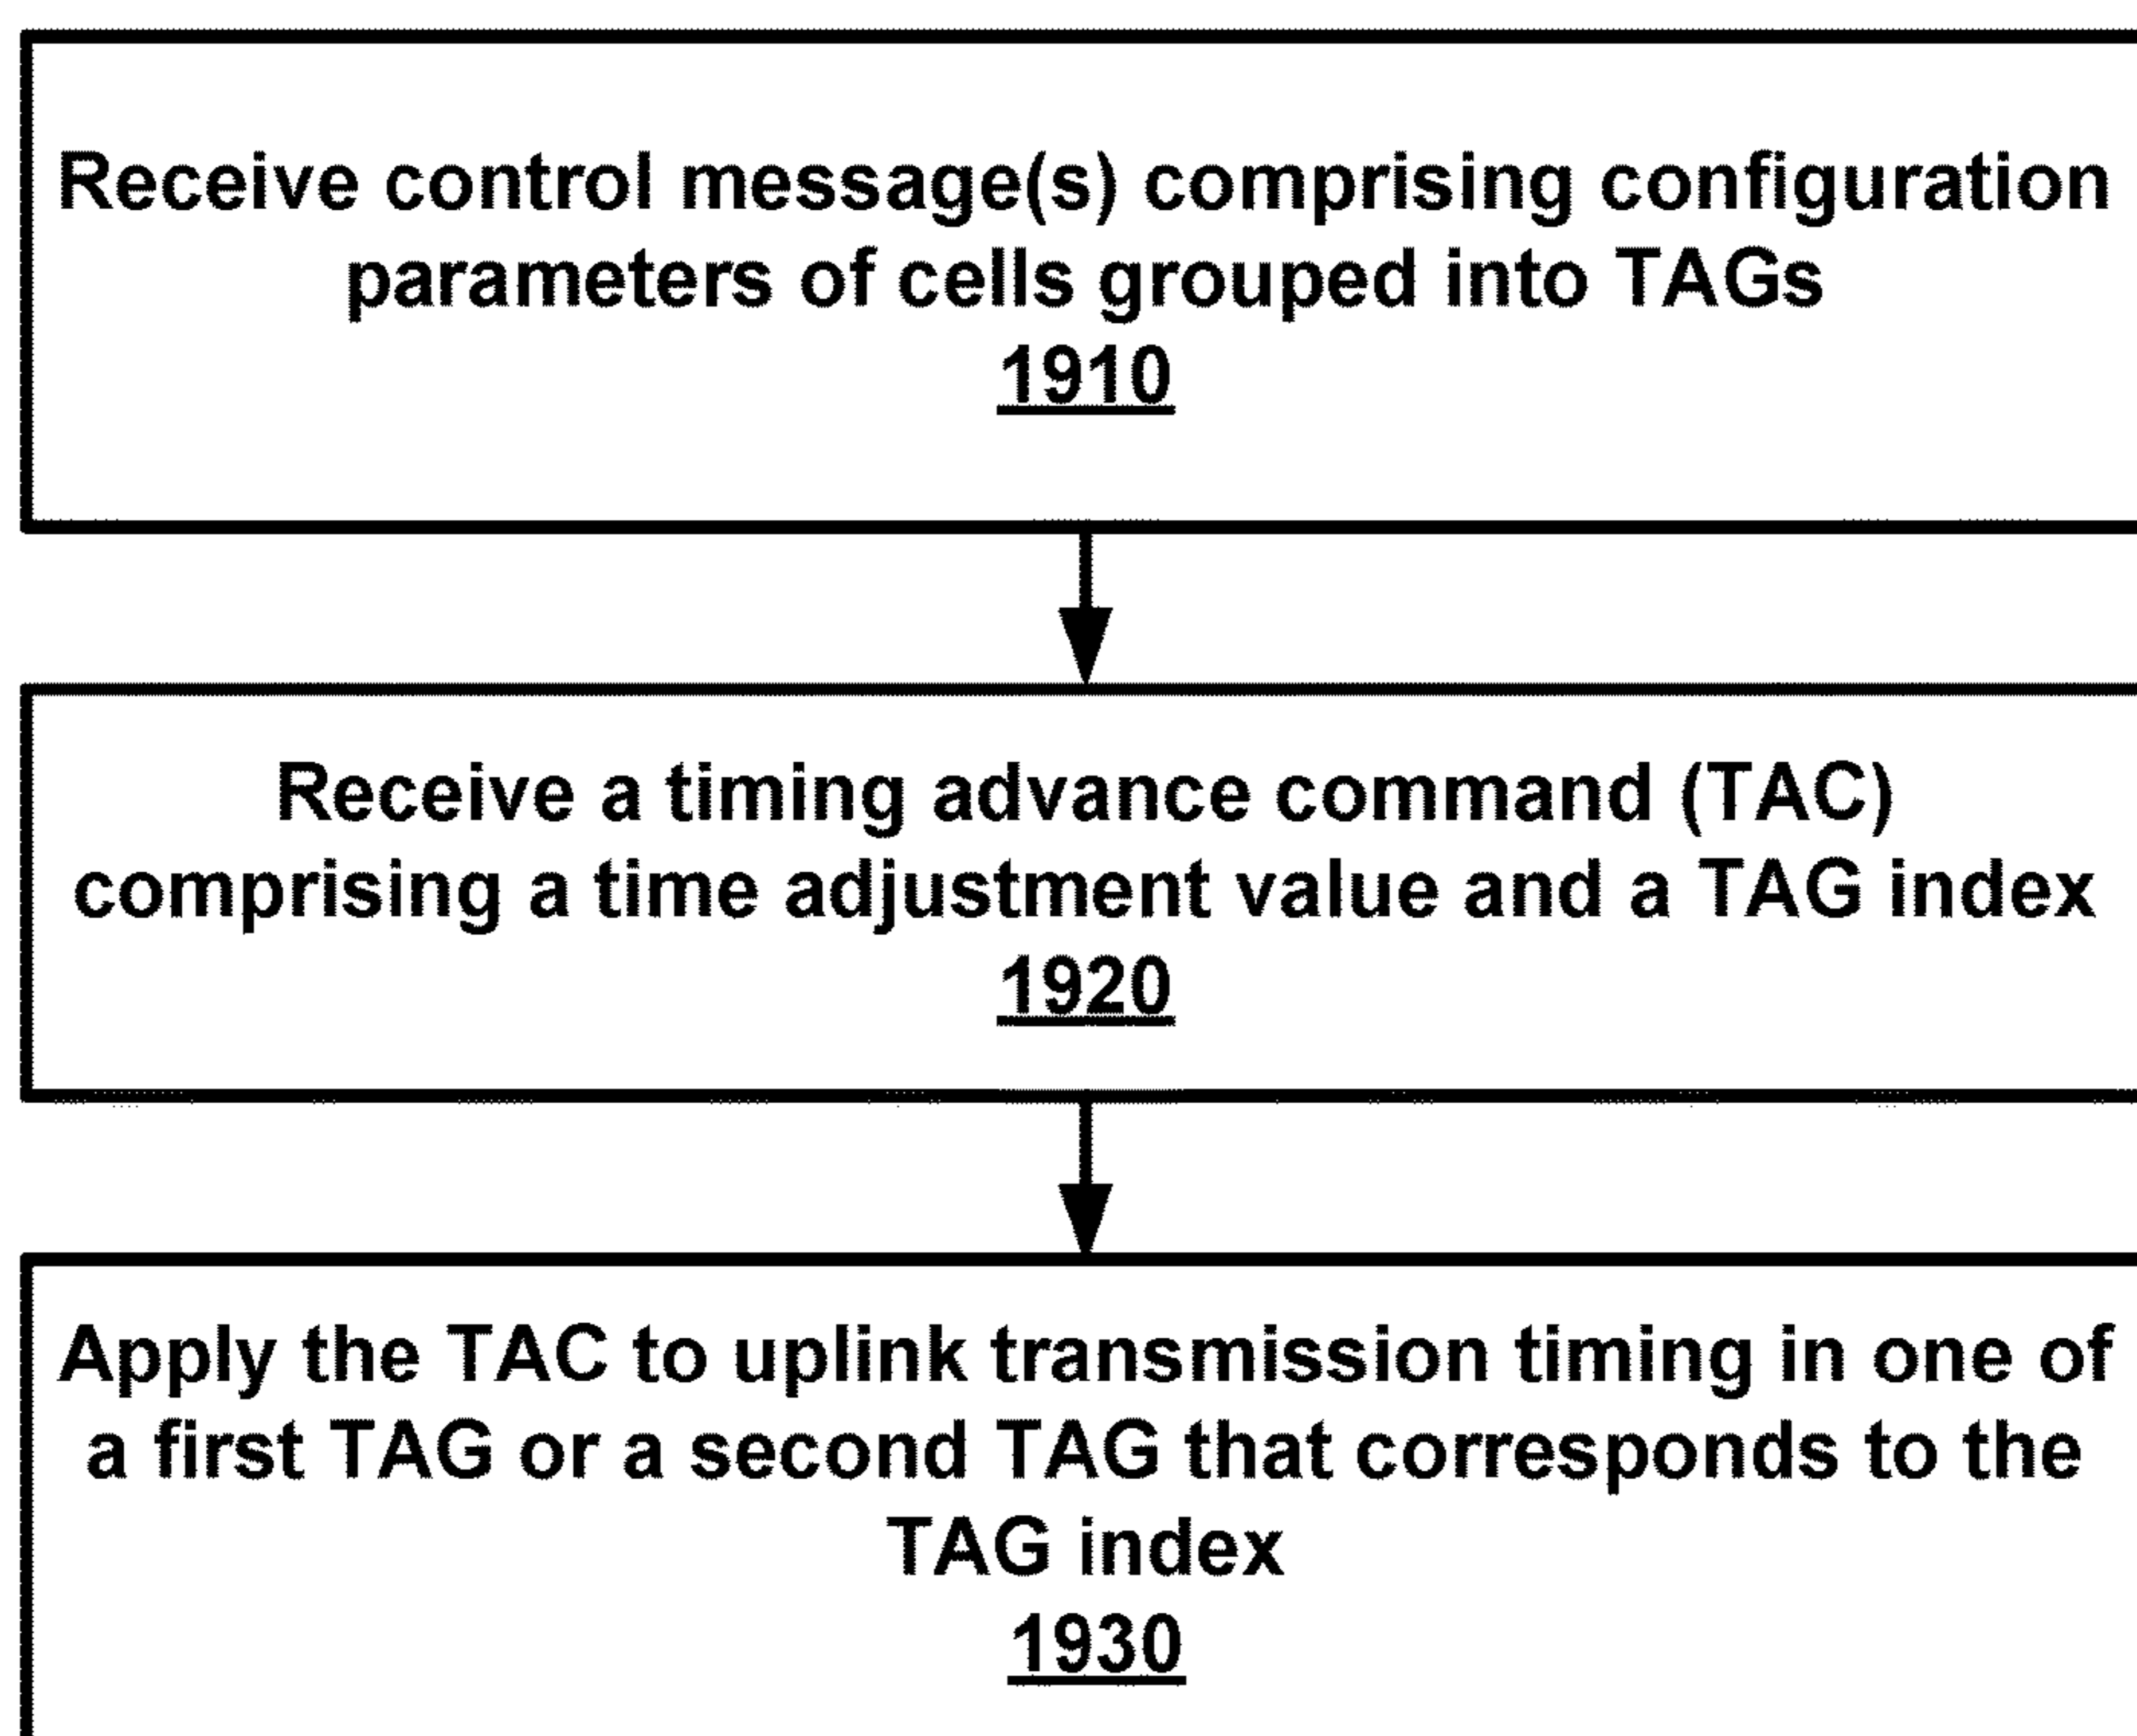 Receive control message(s) comprising configuration
parameters of cells grouped into TAGs
1910
Receive a timing advance command (TAC)
comprising a time adjustment value and a TAG index
1920
Apply the TAC to uplink transmission timing in one of
a first TAG or a second TAG that corresponds to the
TAG index
1930